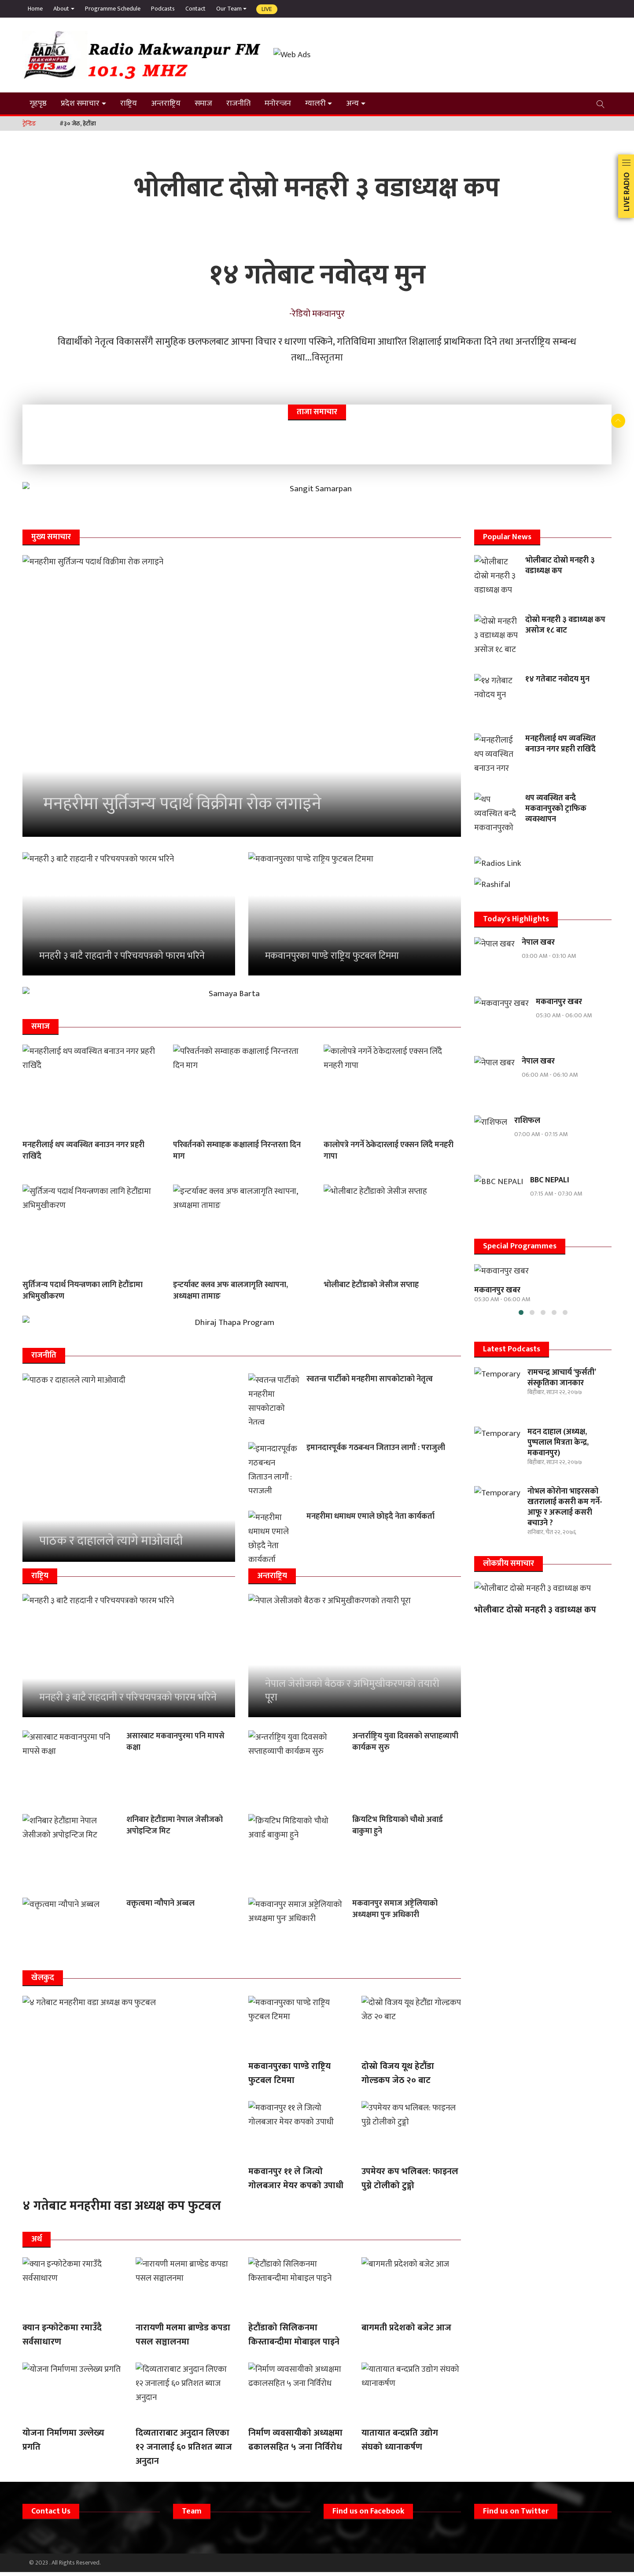 Home About Programme Schedule Podcasts Contact Our Team LIVE
Radio Makwanpur FM
101.3 MHZ
Web Ads
गृहपृष्ठ प्रदेश समाचार राष्ट्रिय अन्तराष्ट्रिय समाज राजनीति मनोरन्जन ग्यालरी अन्य
ट्रेन्डिङ #३० जेठ, हेटौंडा
LIVE RADIO
भोलीबाट दोस्रो मनहरी ३ वडाध्यक्ष कप
१४ गतेबाट नवोदय मुन
-रेडियो मकवानपुर
विद्यार्थीको नेतृत्व विकाससँगै सामुहिक छलफलबाट आफ्ना विचार र धारणा पस्किने, गतिविधिमा आधारित शिक्षालाई प्राथमिकता दिने तथा अन्तर्राष्ट्रिय सम्बन्ध
तथा...विस्तृतमा
ताजा समाचार
Sangit Samarpan
मुख्य समाचार
मनहरीमा सुर्तिजन्य पदार्थ विक्रीमा रोक लगाइने
मनहरीमा सुर्तिजन्य पदार्थ विक्रीमा रोक लगाइने
मनहरी ३ बाटै राहदानी र परिचयपत्रको फारम भरिने
मनहरी ३ बाटै राहदानी र परिचयपत्रको फारम भरिने
मकवानपुरका पाण्डे राष्ट्रिय फुटबल टिममा
मकवानपुरका पाण्डे राष्ट्रिय फुटबल टिममा
Samaya Barta
समाज
मनहरीलाई थप व्यवस्थित बनाउन नगर प्रहरी
राखिँदै
मनहरीलाई थप व्यवस्थित बनाउन नगर प्रहरी
राखिँदै
परिवर्तनको सम्वाहक कक्षालाई निरन्तरता
दिन माग
परिवर्तनको सम्वाहक कक्षालाई निरन्तरता दिन
माग
कालोपत्रे नगर्ने ठेकेदारलाई एक्सन लिँदै
मनहरी गापा
कालोपत्रे नगर्ने ठेकेदारलाई एक्सन लिँदै मनहरी
गापा
सुर्तिजन्य पदार्थ नियन्त्रणका लागि हेटौंडामा
अभिमुखीकरण
सुर्तिजन्य पदार्थ नियन्त्रणका लागि हेटौंडामा
अभिमुखीकरण
इन्टर्याक्ट क्लव अफ बालजागृति स्थापना,
अध्यक्षमा तामाङ
इन्टर्याक्ट क्लव अफ बालजागृति स्थापना,
अध्यक्षमा तामाङ
भोलीबाट हेटौंडाको जेसीज सप्ताह
भोलीबाट हेटौंडाको जेसीज सप्ताह
Dhiraj Thapa Program
राजनीति
पाठक र दाहालले त्यागे माओवादी
पाठक र दाहालले त्यागे माओवादी
स्वतन्त्र पार्टीको
मनहरीमा
सापकोटाको
नेतृत्व
स्वतन्त्र पार्टीको मनहरीमा सापकोटाको नेतृत्व
इमानदारपूर्वक
गठबन्धन
जिताउन लागौं :
पराजुली
इमानदारपूर्वक गठबन्धन जिताउन लागौं : पराजुली
मनहरीमा
धमाधम एमाले
छोड्दै नेता
कार्यकर्ता
मनहरीमा धमाधम एमाले छोड्दै नेता कार्यकर्ता
राष्ट्रिय
मनहरी ३ बाटै राहदानी र परिचयपत्रको फारम भरिने
मनहरी ३ बाटै राहदानी र परिचयपत्रको फारम भरिने
असारबाट मकवानपुरमा पनि
मापसे कक्षा
असारबाट मकवानपुरमा पनि मापसे
कक्षा
शनिबार हेटौंडामा नेपाल
जेसीजको अपोइन्टिज मिट
शनिबार हेटौंडामा नेपाल जेसीजको
अपोइन्टिज मिट
वक्तृत्वमा न्यौपाने अब्बल
वक्तृत्वमा न्यौपाने अब्बल
अन्तराष्ट्रिय
नेपाल जेसीजको बैठक र अभिमुखीकरणको तयारी पूरा
नेपाल जेसीजको बैठक र अभिमुखीकरणको तयारी
पूरा
अन्तर्राष्ट्रिय युवा दिवसको
सप्ताहव्यापी कार्यक्रम सुरु
अन्तर्राष्ट्रिय युवा दिवसको सप्ताहव्यापी
कार्यक्रम सुरु
क्रियटिभ मिडियाको चौथो
अवार्ड बाकुमा हुने
क्रियटिभ मिडियाको चौथो अवार्ड
बाकुमा हुने
मकवानपुर समाज अष्ट्रेलियाको
अध्यक्षमा पुन अधिकारी
मकवानपुर समाज अष्ट्रेलियाको
अध्यक्षमा पुन अधिकारी
खेलकुद
४ गतेबाट मनहरीमा वडा अध्यक्ष कप फुटबल
४ गतेबाट मनहरीमा वडा अध्यक्ष कप फुटबल
मकवानपुरका पाण्डे राष्ट्रिय
फुटबल टिममा
मकवानपुरका पाण्डे राष्ट्रिय
फुटबल टिममा
दोस्रो विजय यूथ हेटौंडा गोल्डकप
जेठ २० बाट
दोस्रो विजय यूथ हेटौंडा
गोल्डकप जेठ २० बाट
मकवानपुर ११ ले जित्यो
गोलबजार मेयर कपको उपाधी
मकवानपुर ११ ले जित्यो
गोलबजार मेयर कपको उपाधी
उपमेयर कप भलिबल: फाइनल
पुग्ने टोलीको टुङ्गो
उपमेयर कप भलिबल: फाइनल
पुग्ने टोलीको टुङ्गो
अर्थ
क्यान इन्फोटेकमा रमाउँदै
सर्वसाधारण
क्यान इन्फोटेकमा रमाउँदै
सर्वसाधारण
नारायणी मलमा ब्राण्डेड कपडा
पसल सञ्चालनमा
नारायणी मलमा ब्राण्डेड कपडा
पसल सञ्चालनमा
हेटौंडाको सिलिकनमा
किस्ताबन्दीमा मोबाइल पाइने
हेटौंडाको सिलिकनमा
किस्ताबन्दीमा मोबाइल पाइने
बागमती प्रदेशको बजेट आज
बागमती प्रदेशको बजेट आज
योजना निर्माणमा उल्लेख्य प्रगति
योजना निर्माणमा उल्लेख्य
प्रगति
दिव्यताराबाट अनुदान लिएका
१२ जनालाई ६० प्रतिशत ब्याज
अनुदान
दिव्यताराबाट अनुदान लिएका
१२ जनालाई ६० प्रतिशत ब्याज
अनुदान
निर्माण व्यवसायीको अध्यक्षमा
ढकालसहित ५ जना निर्विरोध
निर्माण व्यवसायीको अध्यक्षमा
ढकालसहित ५ जना निर्विरोध
यातायात बन्दप्रति उद्योग संघको
ध्यानाकर्षण
यातायात बन्दप्रति उद्योग
संघको ध्यानाकर्षण
Popular News
भोलीबाट
दोस्रो मनहरी ३
वडाध्यक्ष कप
भोलीबाट दोस्रो मनहरी ३
वडाध्यक्ष कप
दोस्रो मनहरी
३ वडाध्यक्ष कप
असोज १८ बाट
दोस्रो मनहरी ३ वडाध्यक्ष कप
असोज १८ बाट
१४ गतेबाट
नवोदय मुन
१४ गतेबाट नवोदय मुन
मनहरीलाई
थप व्यवस्थित
बनाउन नगर
मनहरीलाई थप व्यवस्थित
बनाउन नगर प्रहरी राखिँदै
थप
व्यवस्थित बन्दै
मकवानपुरको
थप व्यवस्थित बन्दै
मकवानपुरको ट्राफिक
व्यवस्थापन
Radios Link
Rashifal
Today's Highlights
नेपाल खबर
नेपाल खबर
03:00 AM - 03:10 AM
मकवानपुर खबर
मकवानपुर खबर
05:30 AM - 06:00 AM
नेपाल खबर
नेपाल खबर
06:00 AM - 06:10 AM
राशिफल
राशिफल
07:00 AM - 07:15 AM
BBC NEPALI
BBC NEPALI
07:15 AM - 07:30 AM
Special Programmes
मकवानपुर खबर
मकवानपुर खबर
05:30 AM - 06:00 AM
Latest Podcasts
Temporary
रामचन्द्र आचार्य 'फुर्सती'
संस्कृतिका जानकार
बिहीबार, साउन २२, २०७७
Temporary
मदन दाहाल (अध्यक्ष,
पुष्पलाल मित्रता केन्द्र,
मकवानपुर)
बिहीबार, साउन २२, २०७७
Temporary
नोभल कोरोना भाइरसको
खतरालाई कसरी कम गर्ने-
आफू र अरूलाई कसरी
बचाउने ?
शनिबार, चैत २२, २०७६
लोकप्रीय समाचार
भोलीबाट दोस्रो मनहरी ३ वडाध्यक्ष कप
भोलीबाट दोस्रो मनहरी ३ वडाध्यक्ष कप
Contact Us
Team
Find us on Facebook
Find us on Twitter
© 2023 . All Rights Reserved.